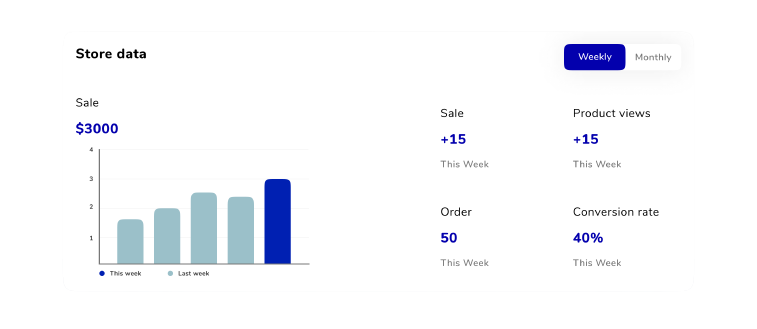 Store data
Weekly
Monthly
Sale
$3000
4
3
2
1
This week
Last week
Sale
+15
This Week
Product views
+15
This Week
Order
50
This Week
Conversion rate
40%
This Week